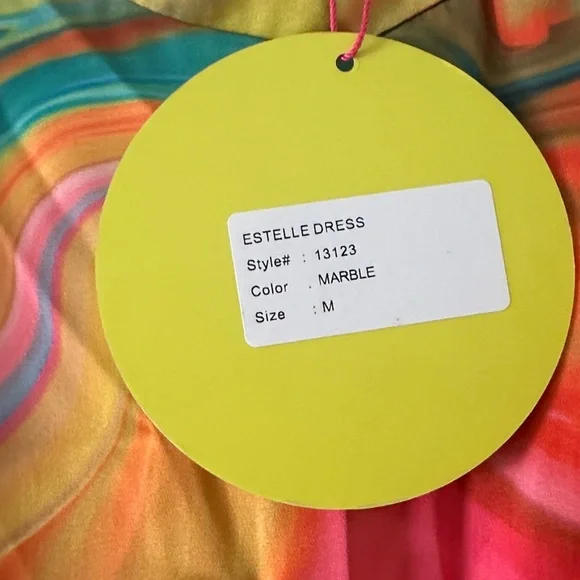 ESTELLE DRESS
Style# : 13123
Color . MARBLE
Size : M